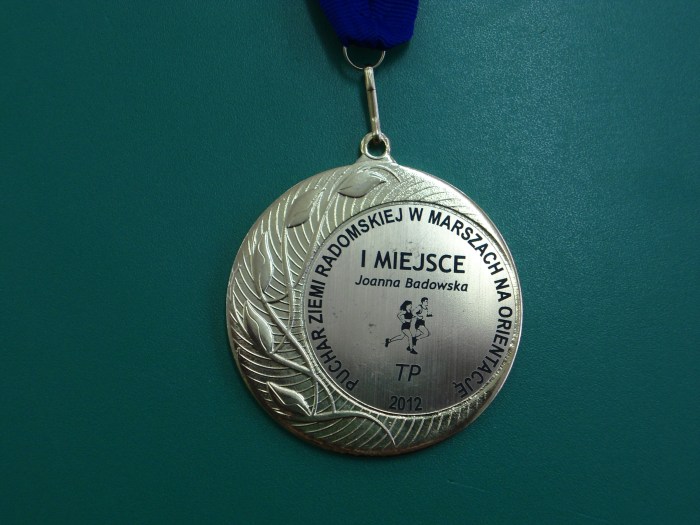 PUCHAR ZIEMI RADOMSKIEJ W MARSZACH NA ORIENTACJĘ
I MIEJSCE
Joanna Badowska
TP
2012